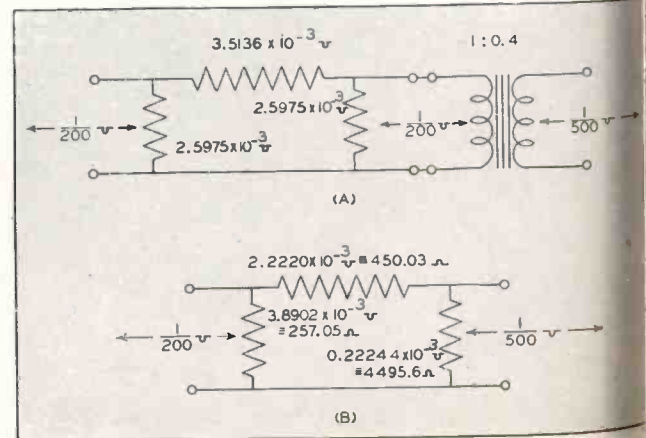 3.5136 x 10⁻³ ℧
1 : 0.4
2.5975 x 10⁻³ ℧
1/200 ℧
2.5975 x 10⁻³ ℧
1/200 ℧
1/500 ℧
(A)
2.2220 x 10⁻³ ℧ ≡ 450.03 Ω
3.8902 x 10⁻³ ℧
≡ 257.05 Ω
1/200 ℧
1/500 ℧
0.22244 x 10⁻³ ℧
≡ 4495.6 Ω
(B)